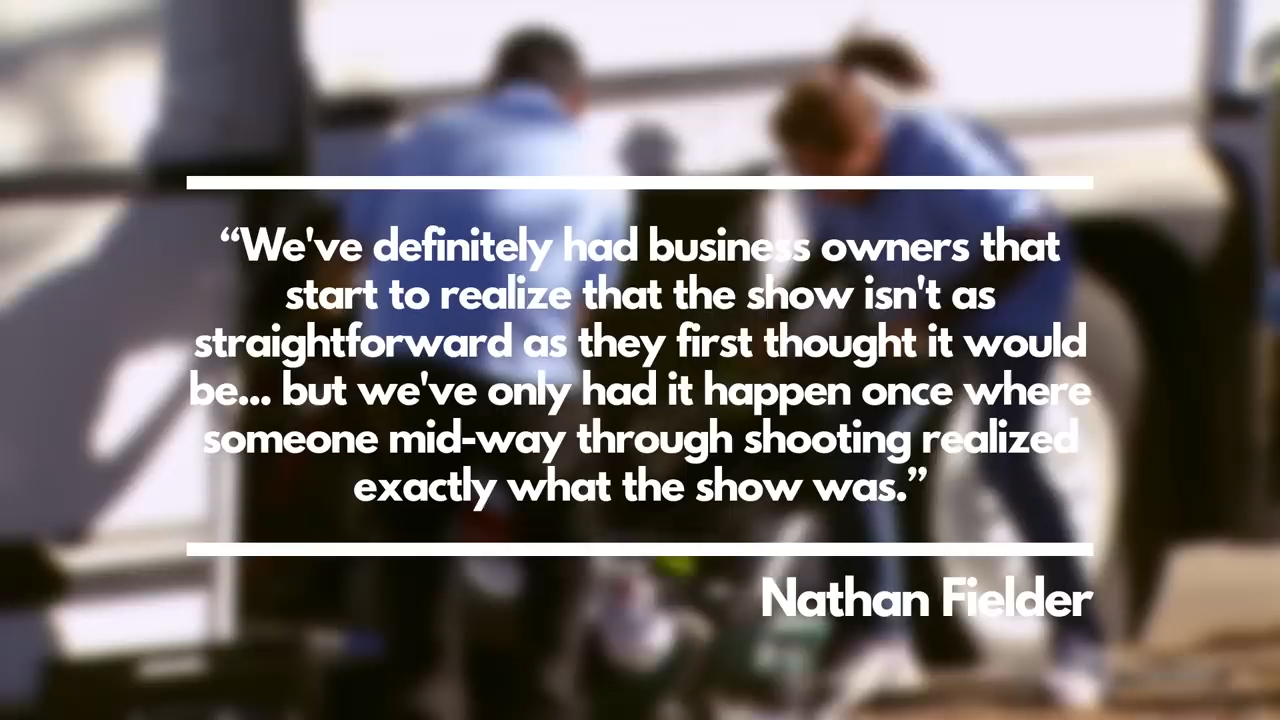 “We've definitely had business owners that
start to realize that the show isn't as
straightforward as they first thought it would
be... but we've only had it happen once where
someone mid-way through shooting realized
exactly what the show was.”
Nathan Fielder